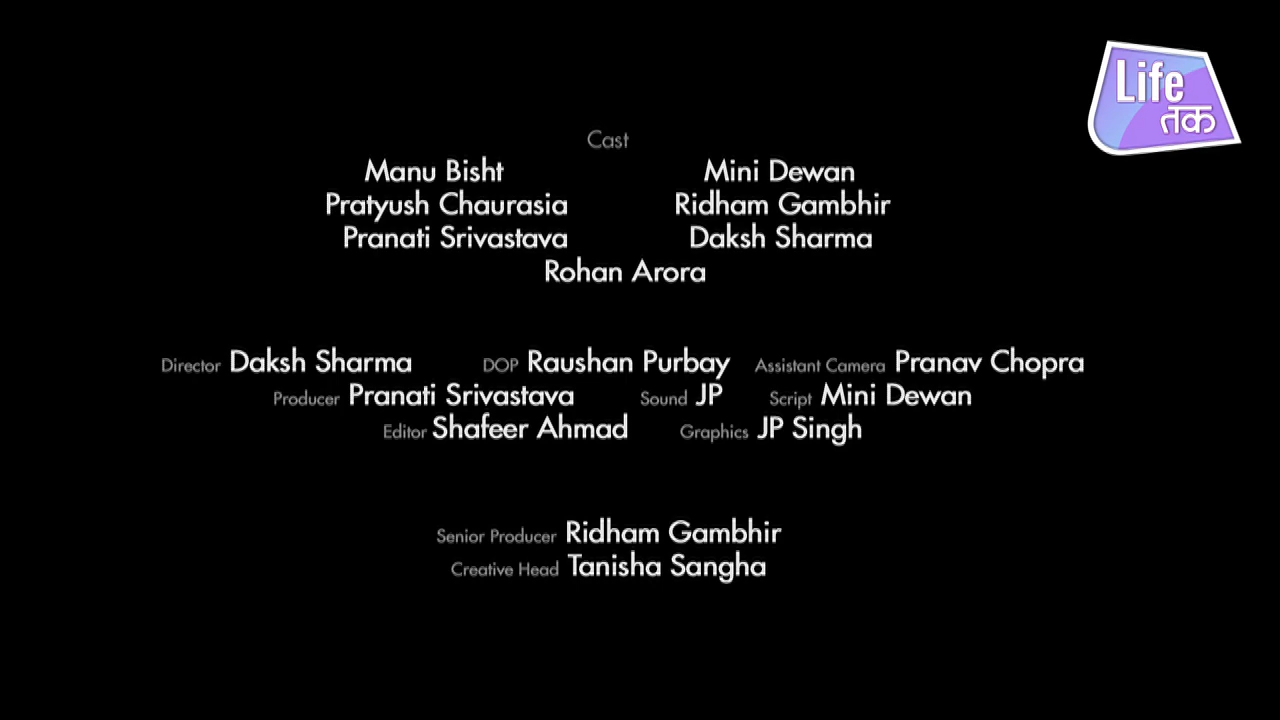 Life
तक
Cast
Manu Bisht Mini Dewan
Pratyush Chaurasia Ridham Gambhir
Pranati Srivastava Daksh Sharma
Rohan Arora
Director Daksh Sharma DOP Raushan Purbay Assistant Camera Pranav Chopra
Producer Pranati Srivastava Sound JP Script Mini Dewan
Editor Shafeer Ahmad Graphics JP Singh
Senior Producer Ridham Gambhir
Creative Head Tanisha Sangha